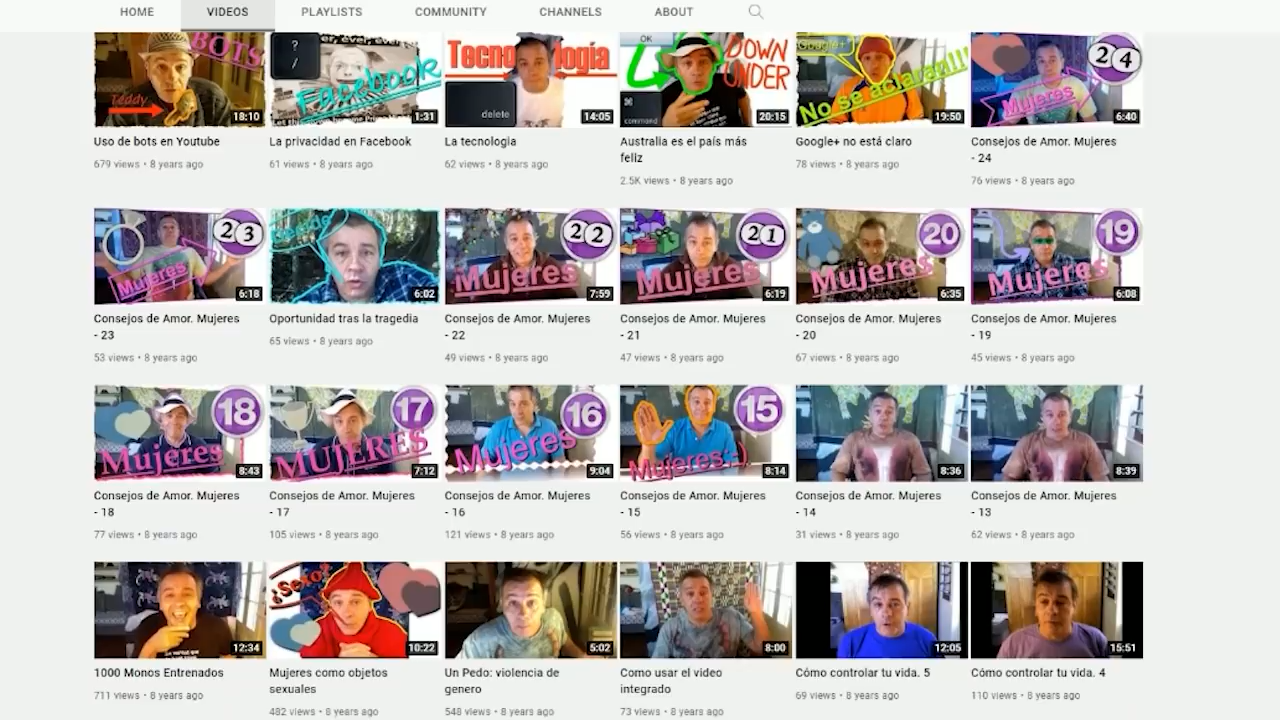 HOME VIDEOS PLAYLISTS COMMUNITY CHANNELS ABOUT
BOTS
Teddy
18:10
? /
Facebook
1:31
Tecno logía
delete
14:05
OK
DOWN
UNDER
command
20:15
Google+
No se aclaran!!!
19:50
24
Mujeres
6:40
Uso de bots en Youtube
679 views • 8 years ago
La privacidad en Facebook
61 views • 8 years ago
La tecnologia
62 views • 8 years ago
Australia es el país más
feliz
2.5K views • 8 years ago
Google+ no está claro
78 views • 8 years ago
Consejos de Amor. Mujeres
- 24
76 views • 8 years ago
23
Mujeres
6:18
6:02
22
Mujeres
7:59
21
Mujeres
6:19
20
Mujeres
6:35
19
Mujeres
6:08
Consejos de Amor. Mujeres
- 23
53 views • 8 years ago
Oportunidad tras la tragedia
65 views • 8 years ago
Consejos de Amor. Mujeres
- 22
49 views • 8 years ago
Consejos de Amor. Mujeres
- 21
47 views • 8 years ago
Consejos de Amor. Mujeres
- 20
67 views • 8 years ago
Consejos de Amor. Mujeres
- 19
45 views • 8 years ago
18
Mujeres
8:43
17
MUJERES
7:12
16
Mujeres
9:04
15
Mujeres:-)
8:14
8:36
8:39
Consejos de Amor. Mujeres
- 18
77 views • 8 years ago
Consejos de Amor. Mujeres
- 17
105 views • 8 years ago
Consejos de Amor. Mujeres
- 16
121 views • 8 years ago
Consejos de Amor. Mujeres
- 15
56 views • 8 years ago
Consejos de Amor. Mujeres
- 14
31 views • 8 years ago
Consejos de Amor. Mujeres
- 13
62 views • 8 years ago
12:34
¿Sexo?
10:22
5:02
8:00
12:05
15:51
1000 Monos Entrenados
711 views • 8 years ago
Mujeres como objetos
sexuales
482 views • 8 years ago
Un Pedo: violencia de
genero
548 views • 8 years ago
Como usar el video
integrado
73 views • 8 years ago
Cómo controlar tu vida. 5
69 views • 8 years ago
Cómo controlar tu vida. 4
110 views • 8 years ago